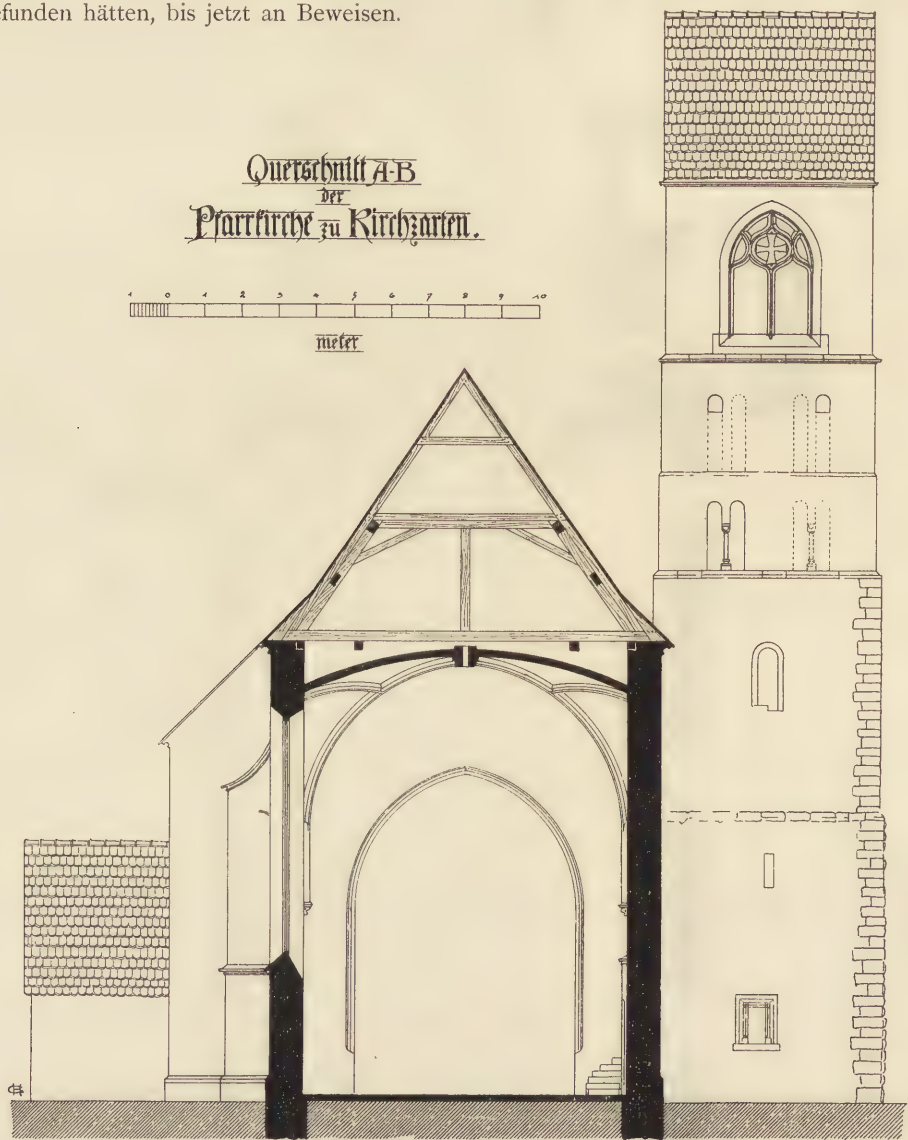 efunden hätten, bis jetzt an Beweisen.
Querschnitt A-B
der
Pfarrkirche zu Kirchzarten.
1 0 1 2 3 4 5 6 7 8 9 10
meter